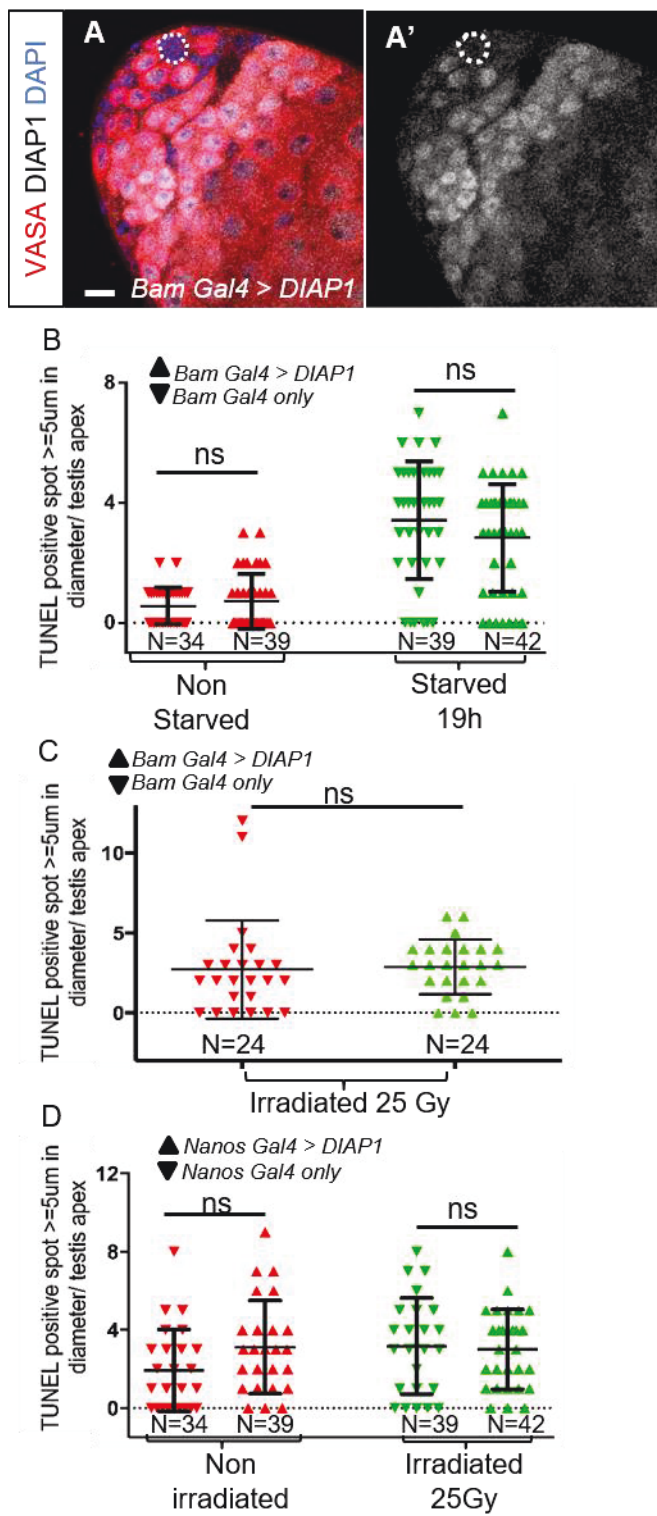 A
A'
VASA DIAP1 DAPI
Bam Gal4 > DIAP1
B
▲ Bam Gal4 > DIAP1
▼ Bam Gal4 only
ns
ns
TUNEL positive spot >=5um in
diameter/ testis apex
8
4
0
N=34
N=39
N=39
N=42
Non
Starved
Starved
19h
C
▲ Bam Gal4 > DIAP1
▼ Bam Gal4 only
ns
TUNEL positive spot >=5um in
diameter/ testis apex
10
5
0
N=24
N=24
Irradiated 25 Gy
D
▲ Nanos Gal4 > DIAP1
▼ Nanos Gal4 only
ns
ns
TUNEL positive spot >=5um in
diameter/ testis apex
12
8
4
0
N=34
N=39
N=39
N=42
Non
irradiated
Irradiated
25Gy